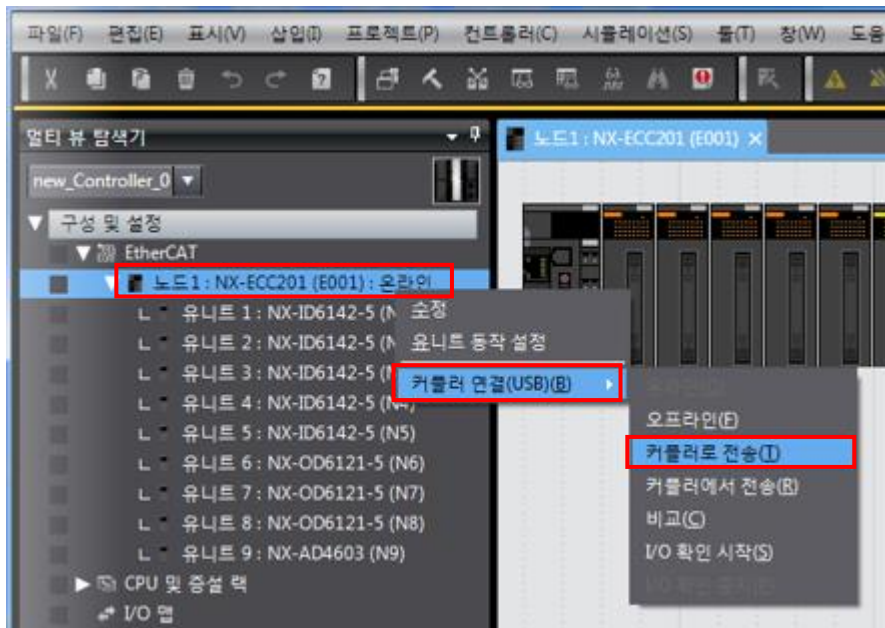 파일(F) 편집(E) 표시(V) 삽입(I) 프로젝트(P) 컨트롤러(C) 시뮬레이션(S) 툴(T) 창(W) 도움
멀티 뷰 탐색기
new_Controller_0
구성 및 설정
EtherCAT
노드1 : NX-ECC201 (E001) : 온라인
유니트 1 : NX-ID6142-5 (N
유니트 2 : NX-ID6142-5 (N
유니트 3 : NX-ID6142-5 (
유니트 4 : NX-ID6142-5 (N4)
유니트 5 : NX-ID6142-5 (N5)
유니트 6 : NX-OD6121-5 (N6)
유니트 7 : NX-OD6121-5 (N7)
유니트 8 : NX-OD6121-5 (N8)
유니트 9 : NX-AD4603 (N9)
CPU 및 증설 랙
I/O 맵
노드1 : NX-ECC201 (E001)
수정
유니트 동작 설정
커플러 연결(USB)(B)
오프라인(F)
커플러로 전송(T)
커플러에서 전송(R)
비교(C)
I/O 확인 시작(S)